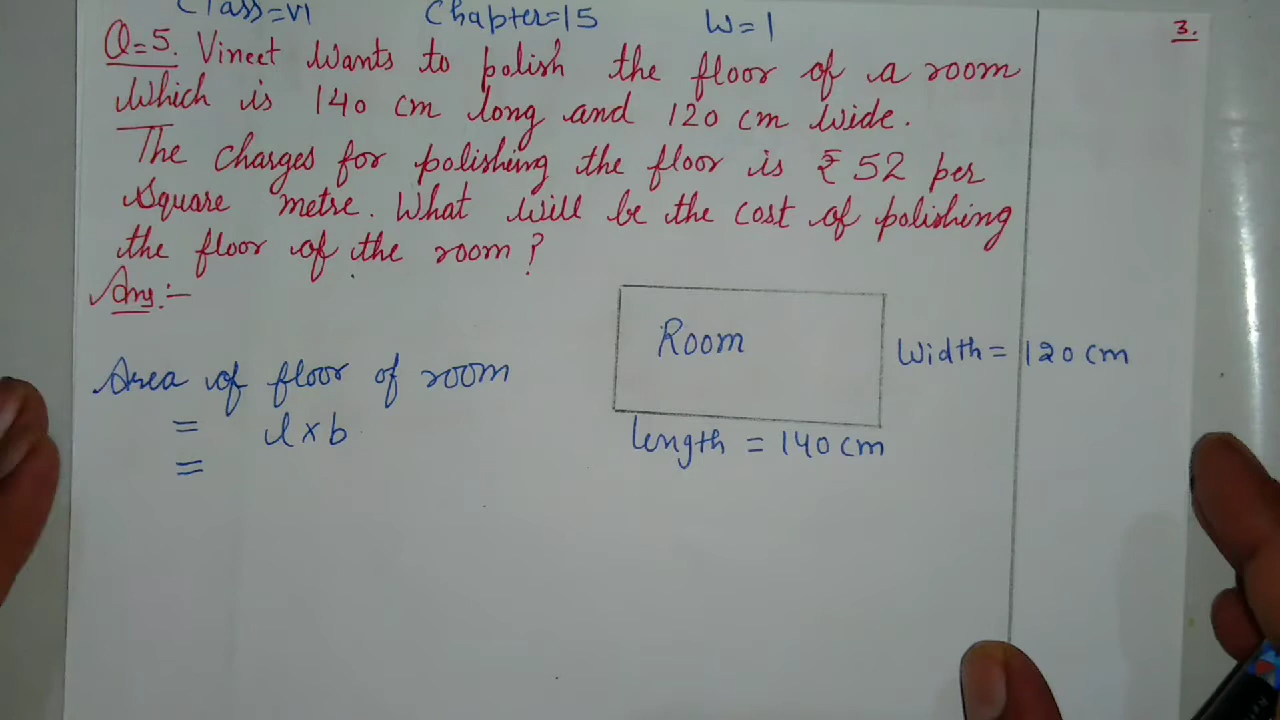 Class=VI Chapter=15 W=1
3.
Q=5. Vineet Wants to polish the floor of a room
Which is 140 cm long and 120 cm wide.
The charges for polishing the floor is ₹ 52 per
Square metre. What will be the cost of polishing
the floor of the room?
Ans:-
Room
Width = 120 cm
Area of floor of room
= l×b
length = 140 cm
=